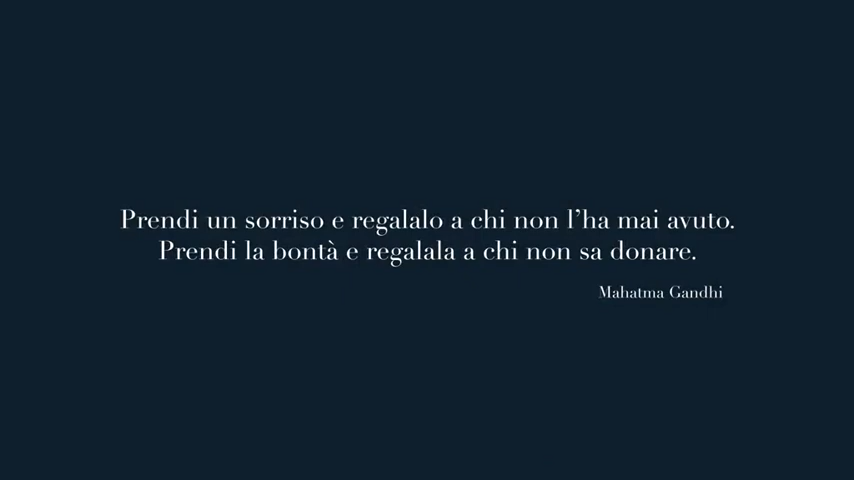 Prendi un sorriso e regalalo a chi non l’ha mai avuto.
Prendi la bontà e regalala a chi non sa donare.
Mahatma Gandhi